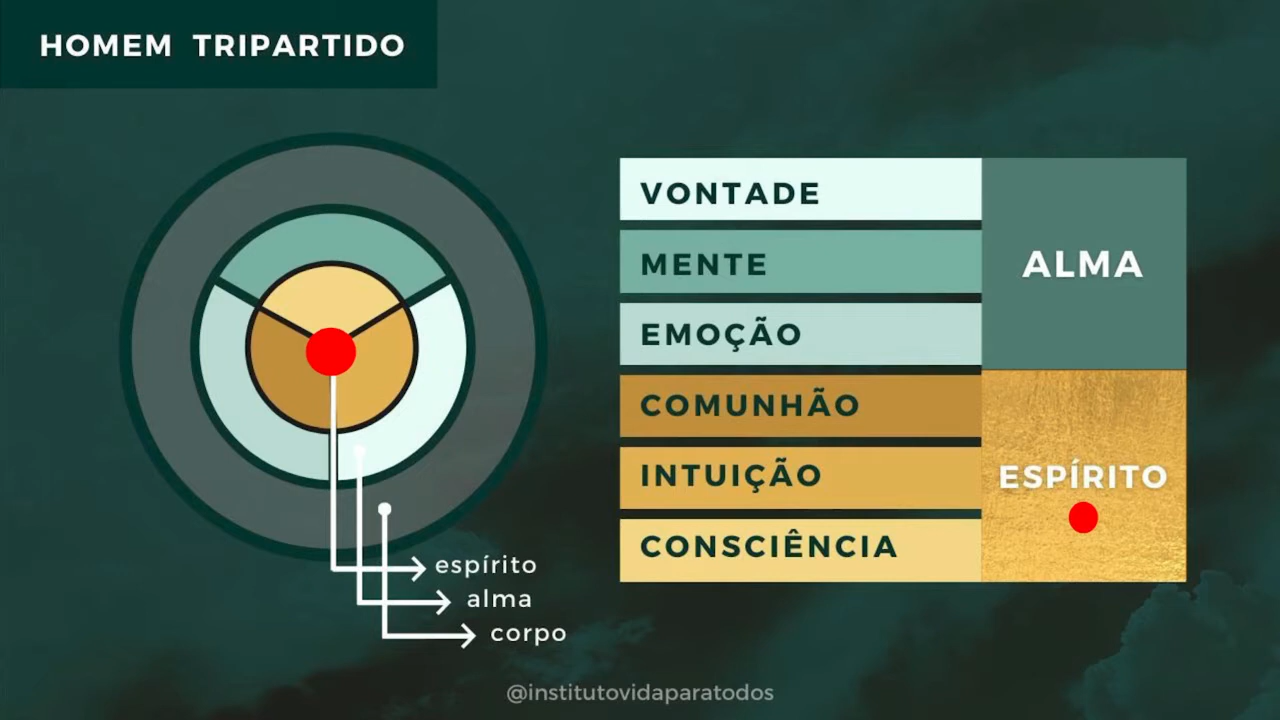 HOMEM TRIPARTIDO
VONTADE
MENTE
ALMA
EMOÇÃO
COMUNHÃO
INTUIÇÃO
ESPÍRITO
CONSCIÊNCIA
espírito
alma
corpo
@institutovidaparatodos